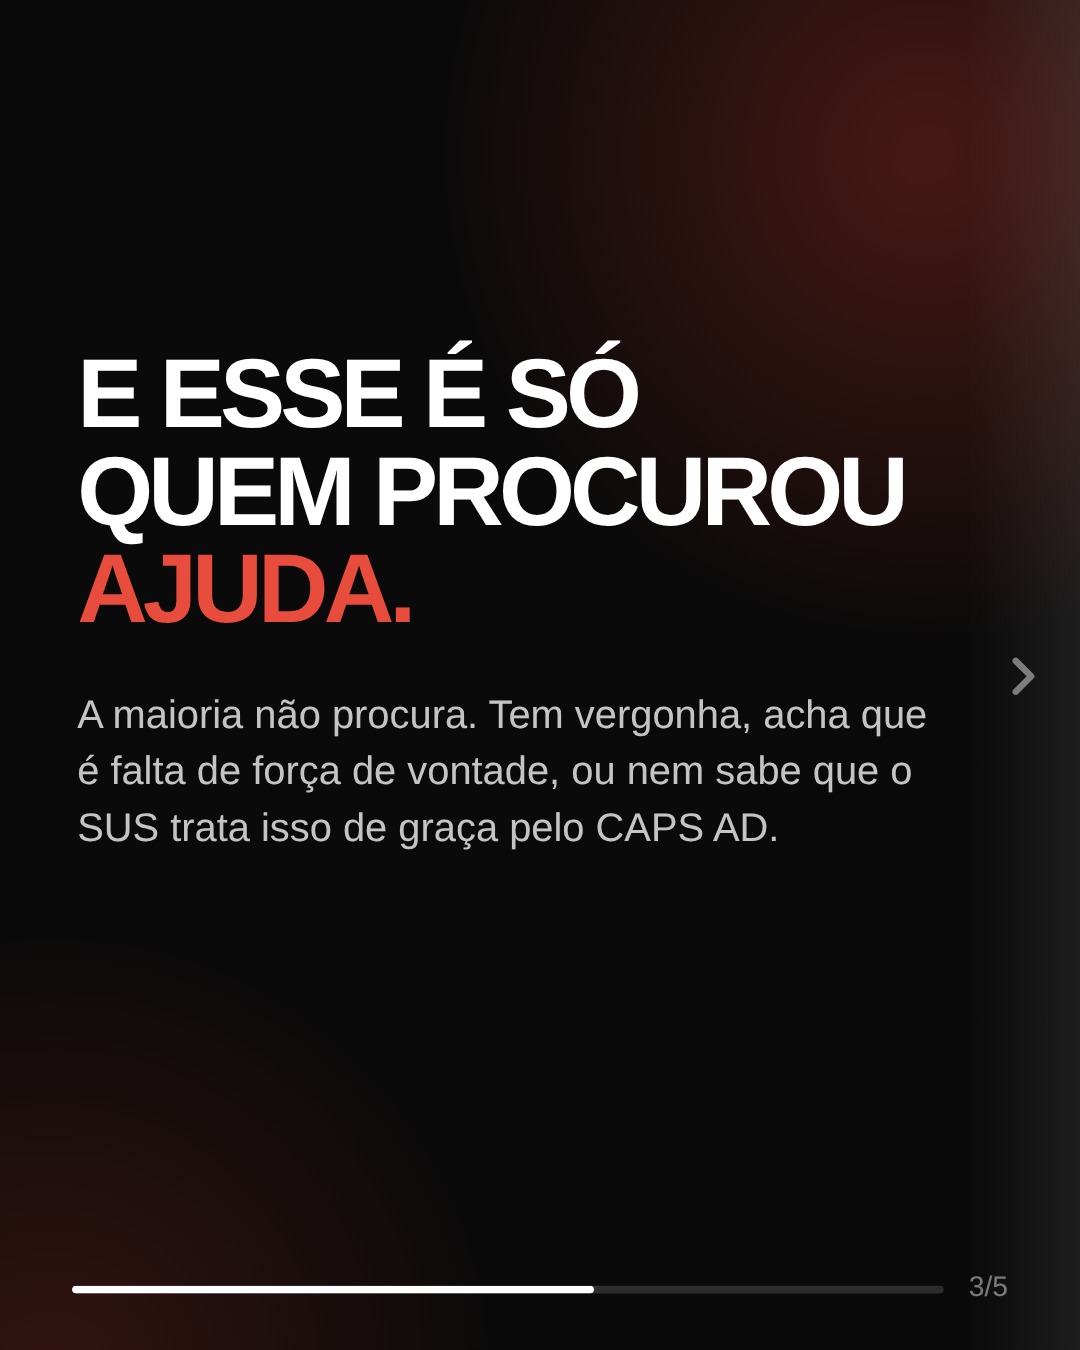 E ESSE É SÓ
QUEM PROCUROU
AJUDA.
A maioria não procura. Tem vergonha, acha que
é falta de força de vontade, ou nem sabe que o
SUS trata isso de graça pelo CAPS AD.
3/5